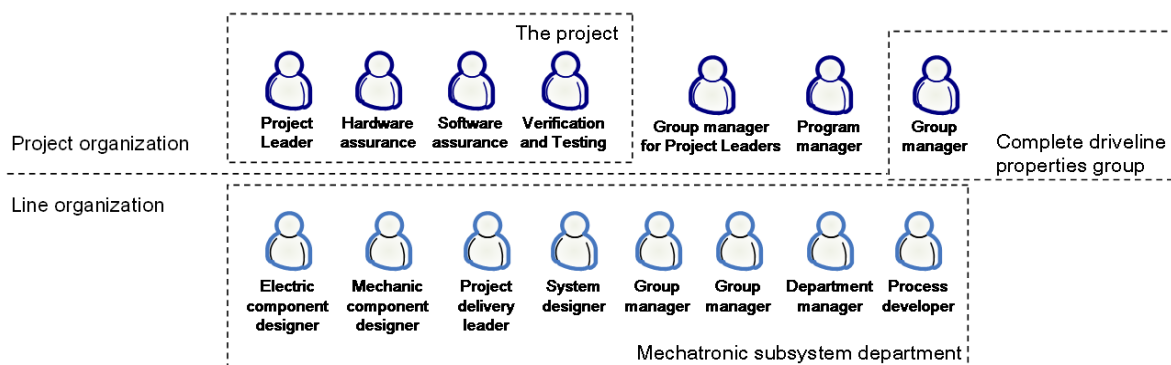 The project
Project
Leader
Hardware
assurance
Software
assurance
Verification
and Testing
Group manager
for Project Leaders
Program
manager
Group
manager
Project organization
Complete driveline
properties group
Line organization
Electric
component
designer
Mechanic
component
designer
Project
delivery
leader
System
designer
Group
manager
Group
manager
Department
manager
Process
developer
Mechatronic subsystem department